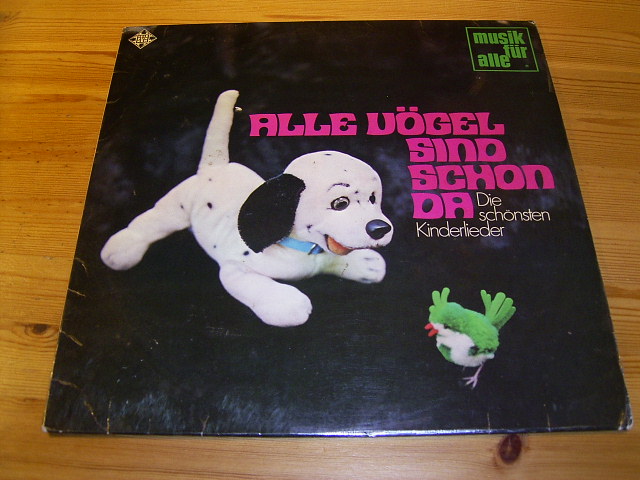 musik
für
alle
ALLE VÖGEL
SIND
SCHON
DA
Die
schönsten
Kinderlieder